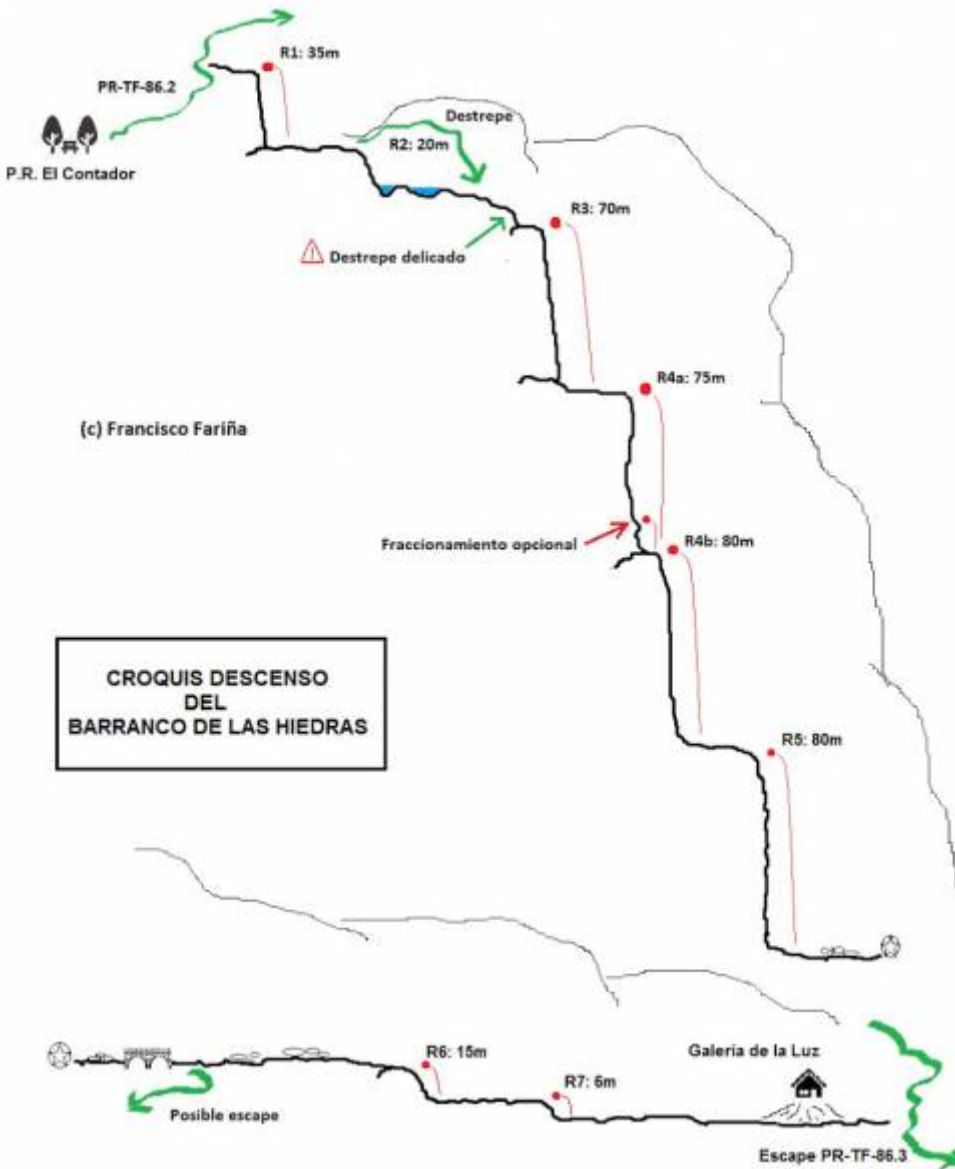 R1: 35m
PR-TF-86.2
Destrepe
R2: 20m
P.R. El Contador
R3: 70m
Destrepe delicado
R4a: 75m
(c) Francisco Fariña
Fraccionamiento opcional
R4b: 80m
CROQUIS DESCENSO
DEL
BARRANCO DE LAS HIEDRAS
R5: 80m
R6: 15m
Galería de la Luz
R7: 6m
Posible escape
Escape PR-TF-86.3